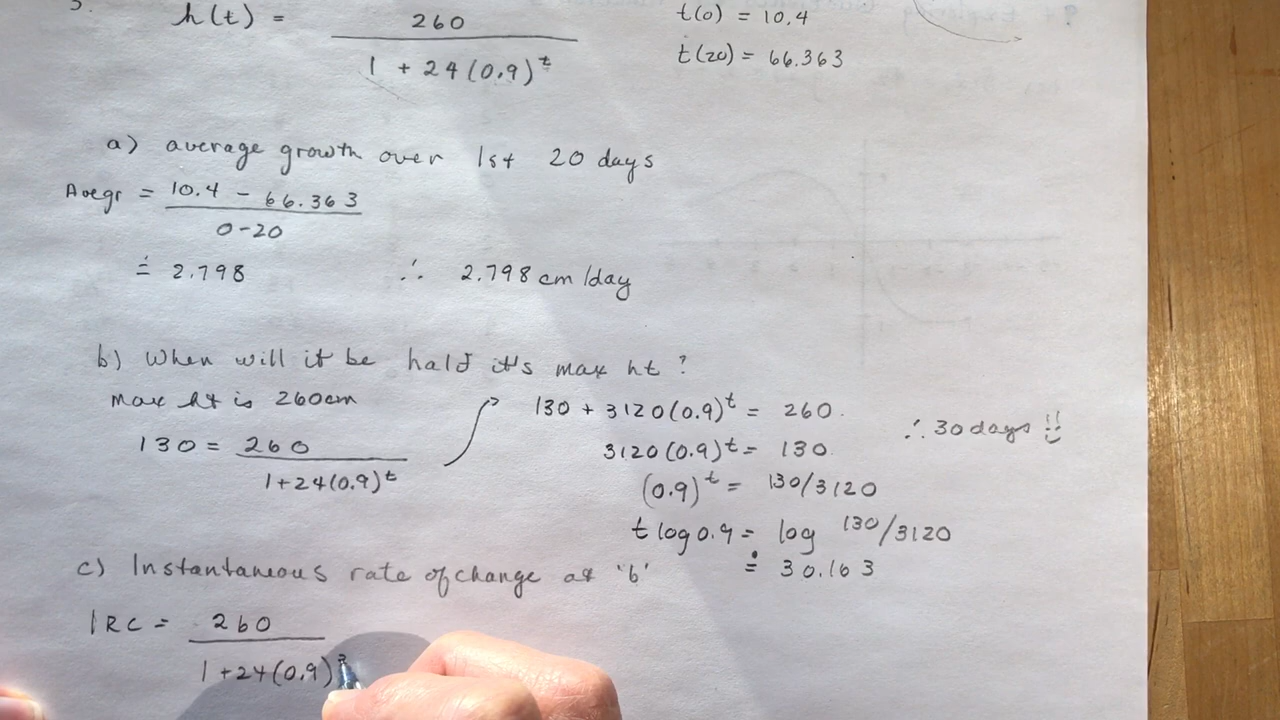 h(t) = 260 / 1 + 24(0.9)^t
t(0) = 10.4
t(20) = 66.363
a) average growth over 1st 20 days
Avegr = 10.4 - 66.363 / 0-20
≐ 2.798 ∴ 2.798 cm/day
b) When will it be half it's max ht?
Max ht is 260cm
130 = 260 / 1+24(0.9)^t
130 + 3120(0.9)^t = 260.
3120(0.9)^t = 130.
(0.9)^t = 130/3120
t log 0.9 = log 130/3120
≐ 30.163
∴ 30 days
c) Instantaneous rate of change at 'b'
IRC = 260 / 1+24(0.9)